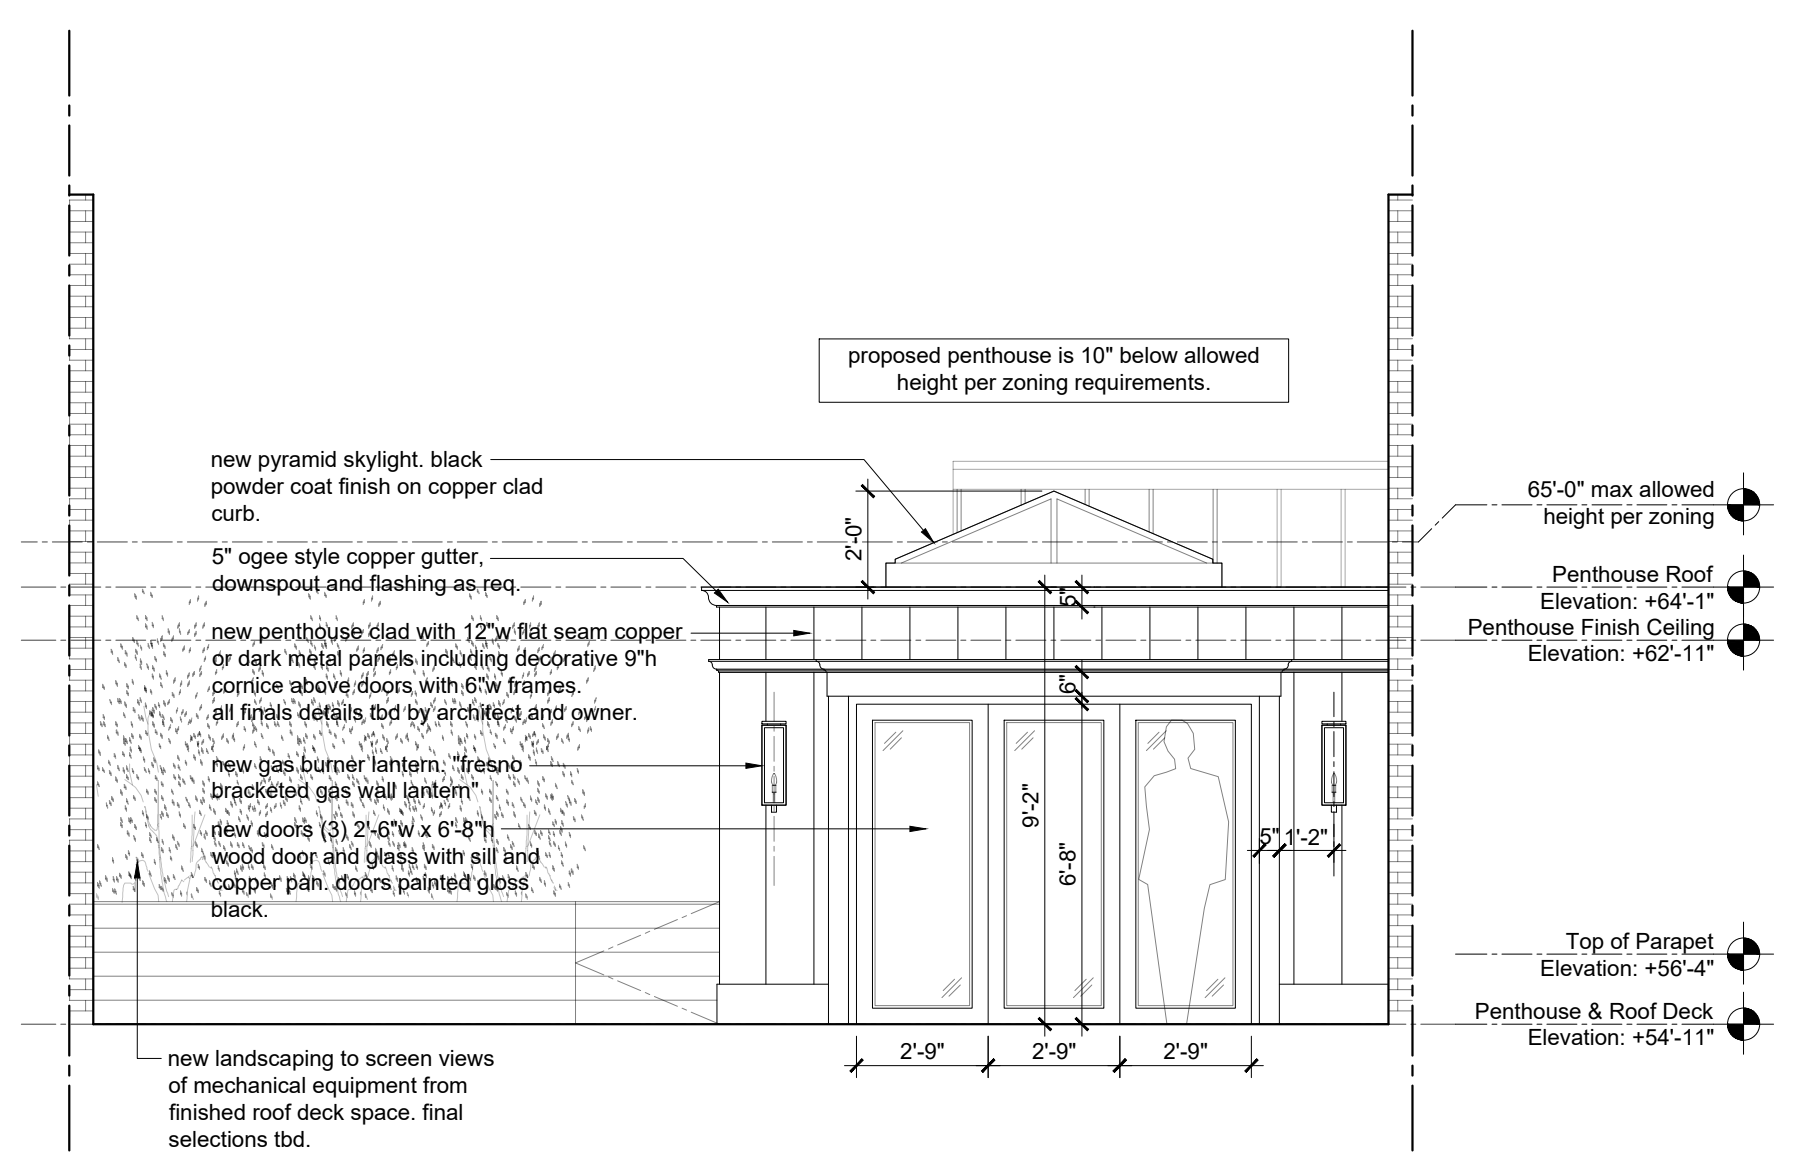 proposed penthouse is 10" below allowed
height per zoning requirements.
new pyramid skylight. black
powder coat finish on copper clad
curb.
5" ogee style copper gutter,
downspout and flashing as req.
new penthouse clad with 12"w flat seam copper
or dark metal panels including decorative 9"h
cornice above doors with 6"w frames.
all finals details tbd by architect and owner.
new gas burner lantern. "fresno
bracketed gas wall lantern"
new doors (3) 2'-6"w x 6'-8"h
wood door and glass with sill and
copper pan. doors painted gloss
black.
new landscaping to screen views
of mechanical equipment from
finished roof deck space. final
selections tbd.
2'-0"
5"
6"
9'-2"
6'-8"
5"
1'-2"
2'-9"
2'-9"
2'-9"
65'-0" max allowed
height per zoning
Penthouse Roof
Elevation: +64'-1"
Penthouse Finish Ceiling
Elevation: +62'-11"
Top of Parapet
Elevation: +56'-4"
Penthouse & Roof Deck
Elevation: +54'-11"